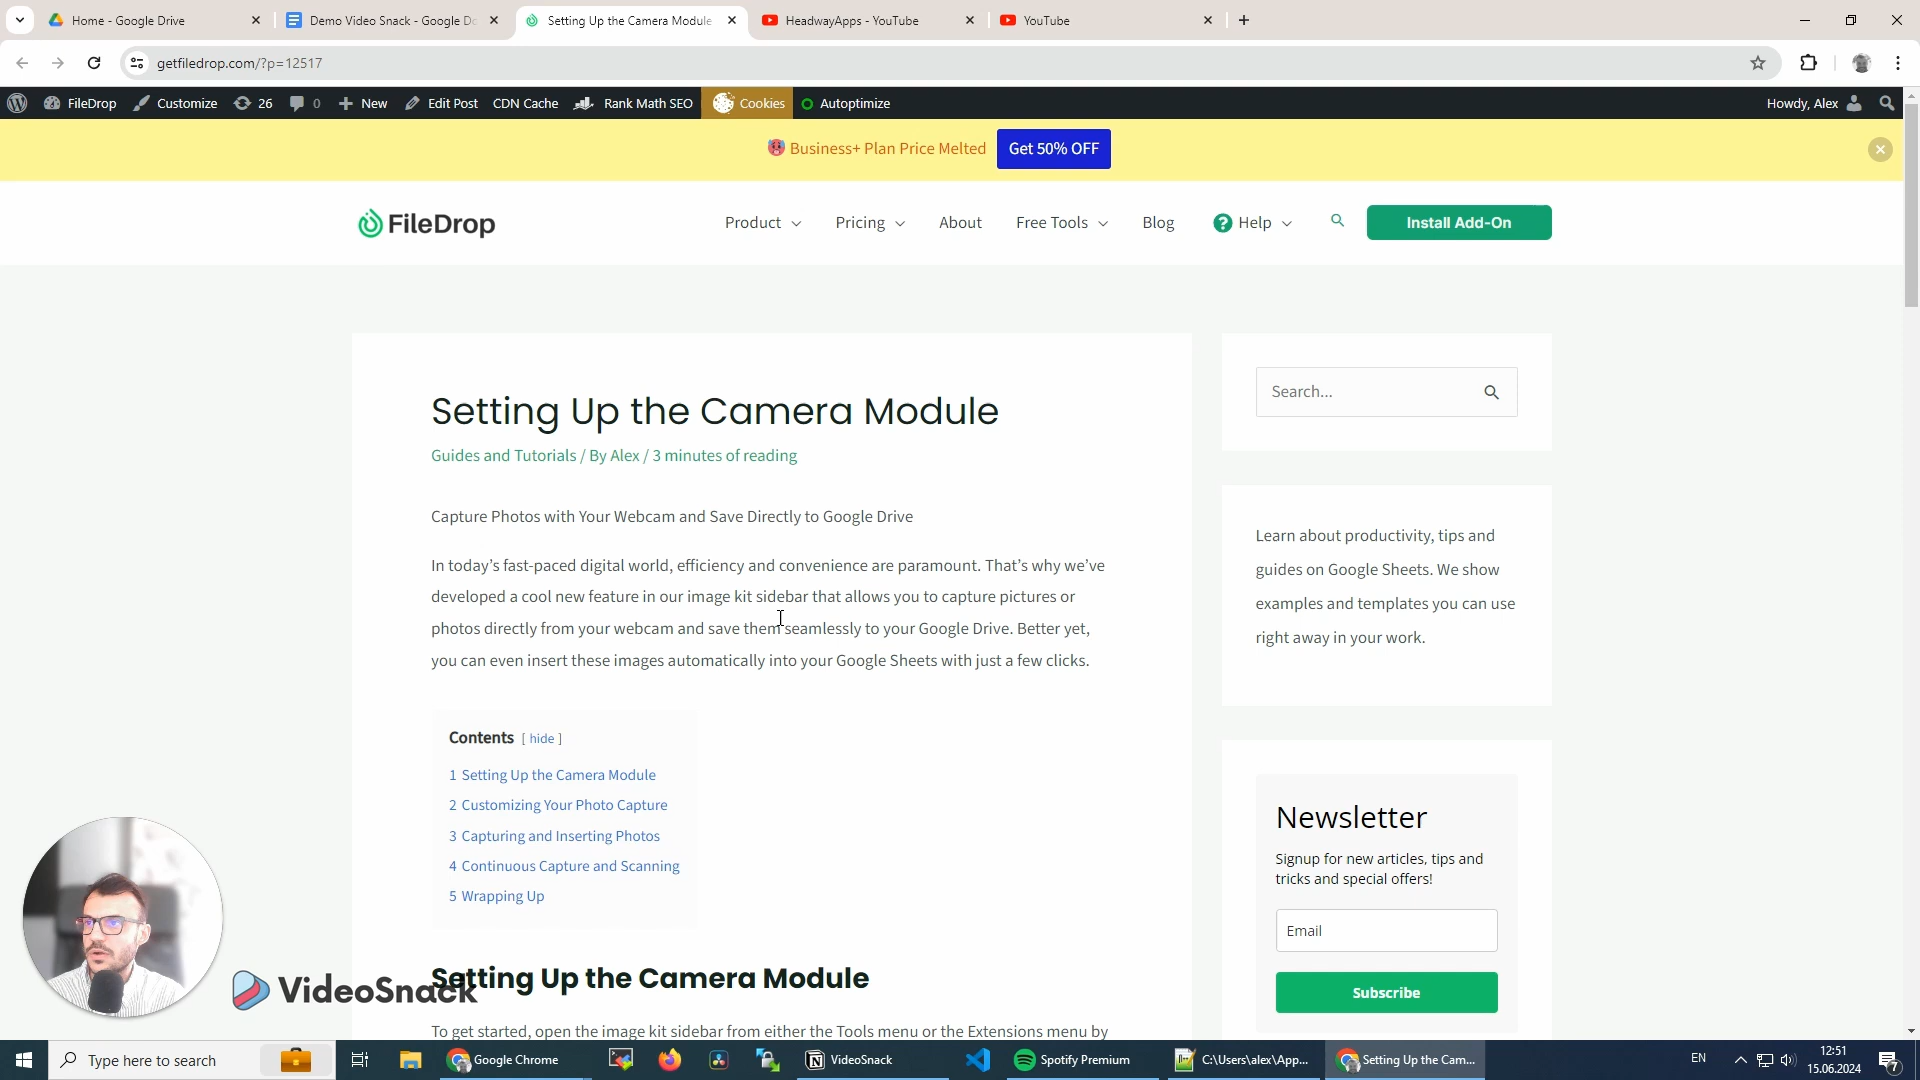 Home - Google Drive
Demo Video Snack - Google Do
Setting Up the Camera Module
HeadwayApps - YouTube
YouTube
getfiledrop.com/?p=12517
FileDrop
Customize
26
0
New
Edit Post
CDN Cache
Rank Math SEO
Cookies
Autoptimize
Howdy, Alex
Business+ Plan Price Melted
Get 50% OFF
FileDrop
Product
Pricing
About
Free Tools
Blog
Help
Install Add-On
Setting Up the Camera Module
Guides and Tutorials / By Alex / 3 minutes of reading
Capture Photos with Your Webcam and Save Directly to Google Drive
In today’s fast-paced digital world, efficiency and convenience are paramount. That’s why we’ve
developed a cool new feature in our image kit sidebar that allows you to capture pictures or
photos directly from your webcam and save them seamlessly to your Google Drive. Better yet,
you can even insert these images automatically into your Google Sheets with just a few clicks.
Contents [ hide ]
1 Setting Up the Camera Module
2 Customizing Your Photo Capture
3 Capturing and Inserting Photos
4 Continuous Capture and Scanning
5 Wrapping Up
Setting Up the Camera Module
To get started, open the image kit sidebar from either the Tools menu or the Extensions menu by
Search...
Learn about productivity, tips and
guides on Google Sheets. We show
examples and templates you can use
right away in your work.
Newsletter
Signup for new articles, tips and
tricks and special offers!
Email
Subscribe
VideoSnack
Type here to search
Google Chrome
VideoSnack
Spotify Premium
C:\Users\alex\App...
Setting Up the Cam...
EN
12:51
15.06.2024
7